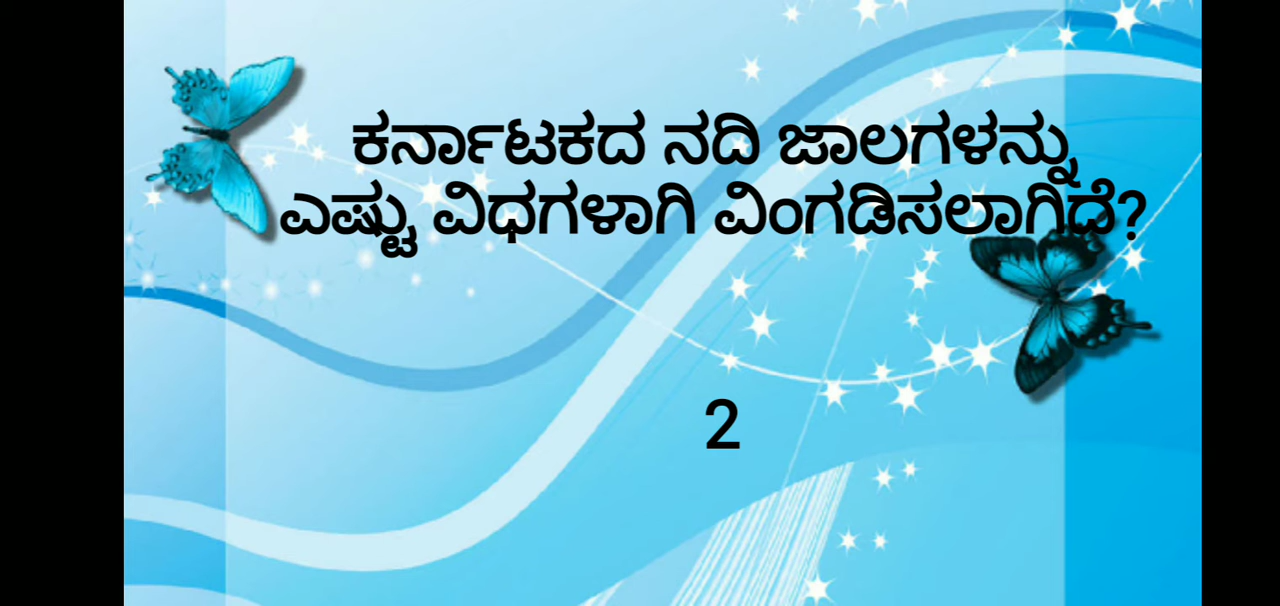 ಕರ್ನಾಟಕದ ನದಿ ಜಾಲಗಳನ್ನು
ಎಷ್ಟು ವಿಧಗಳಾಗಿ ವಿಂಗಡಿಸಲಾಗಿದೆ?
2